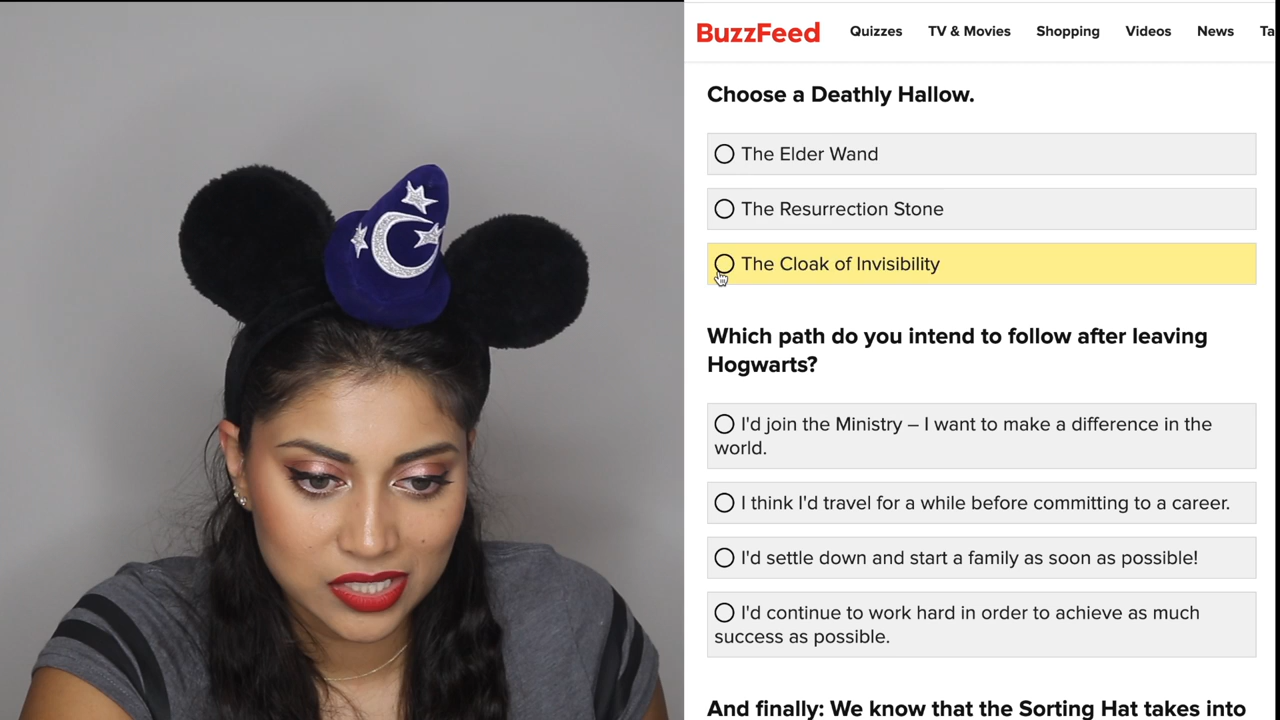 BuzzFeed Quizzes TV & Movies Shopping Videos News Ta
Choose a Deathly Hallow.
The Elder Wand
The Resurrection Stone
The Cloak of Invisibility
Which path do you intend to follow after leaving
Hogwarts?
I'd join the Ministry – I want to make a difference in the
world.
I think I'd travel for a while before committing to a career.
I'd settle down and start a family as soon as possible!
I'd continue to work hard in order to achieve as much
success as possible.
And finally: We know that the Sorting Hat takes into